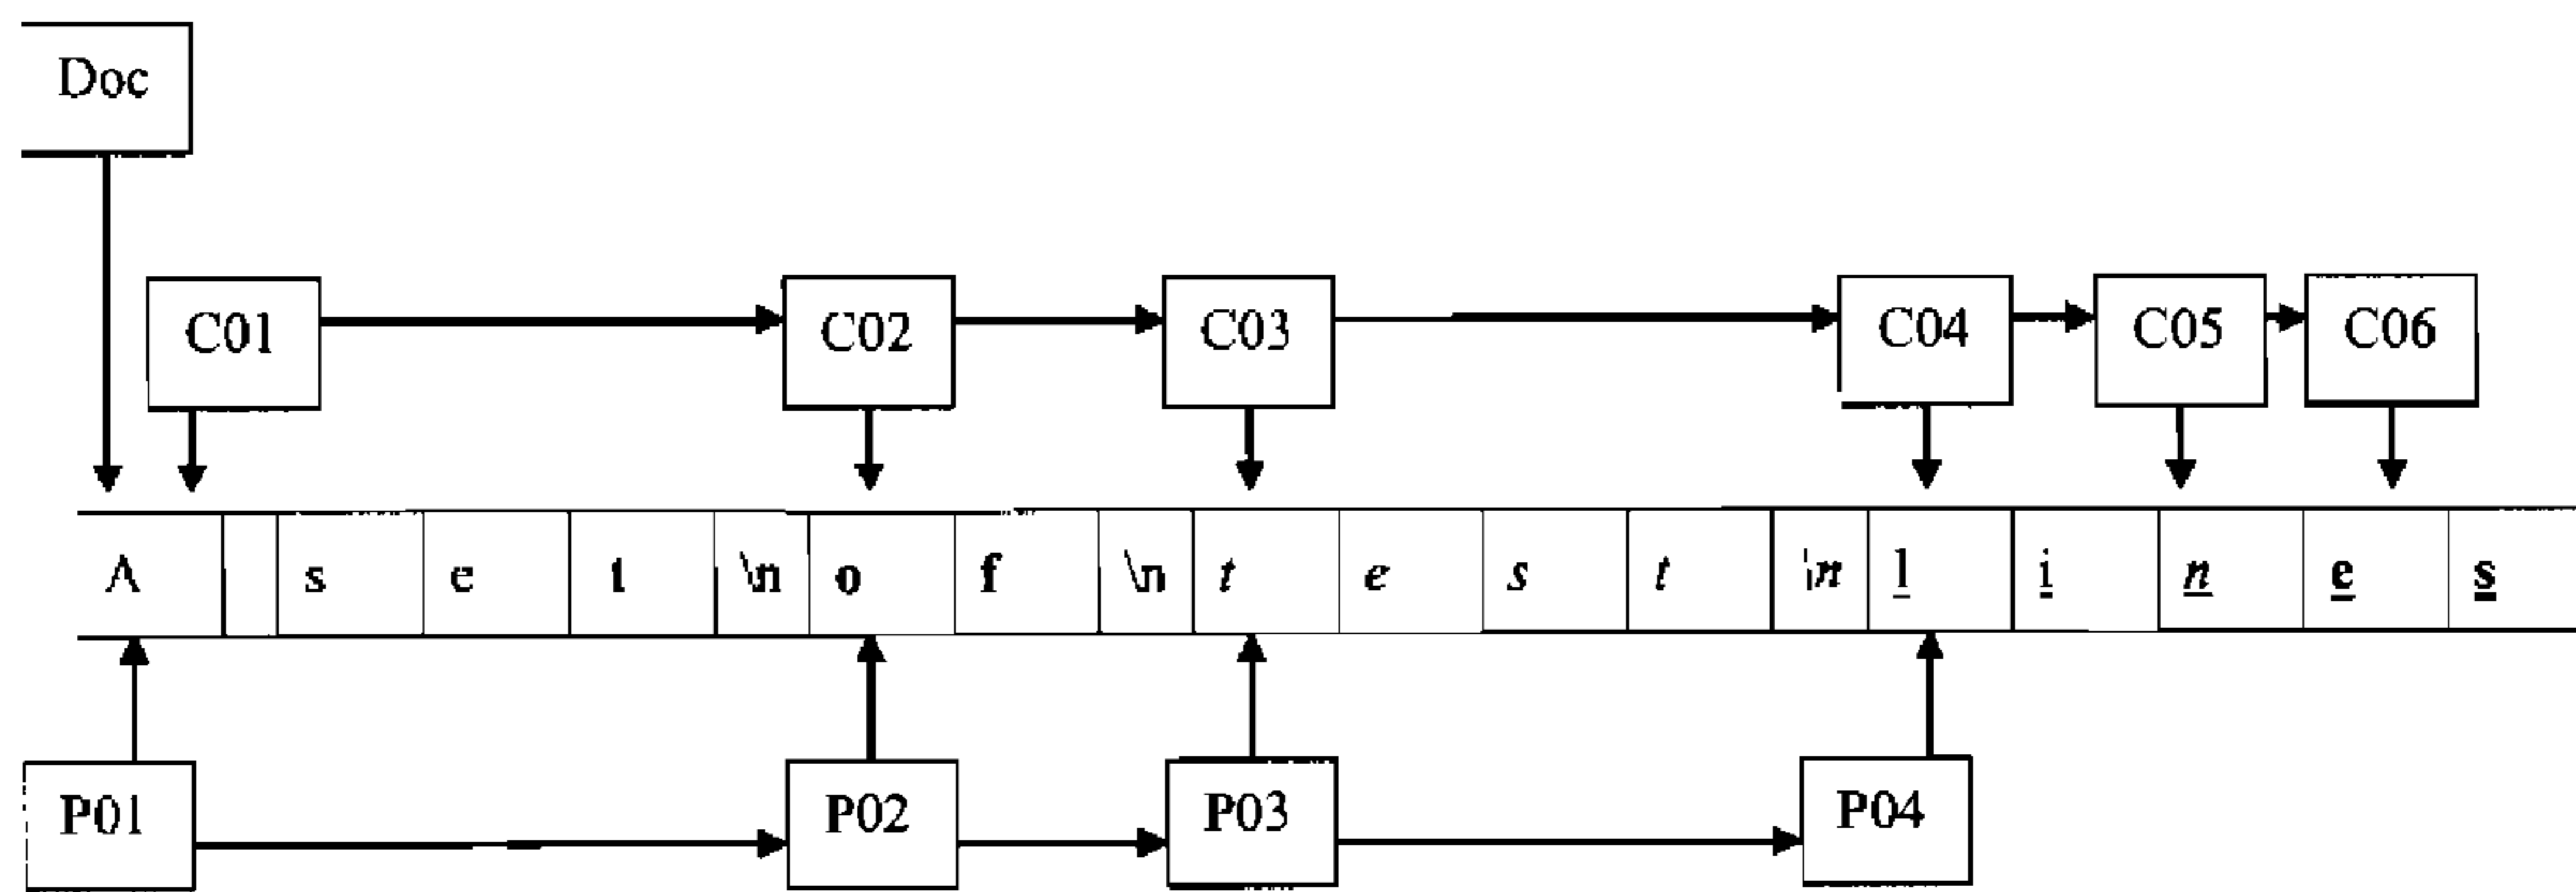 Doc
C01 C02 C03 C04 C05 C06
A s e t \n o f \n t e s t \n l i n e s
P01 P02 P03 P04